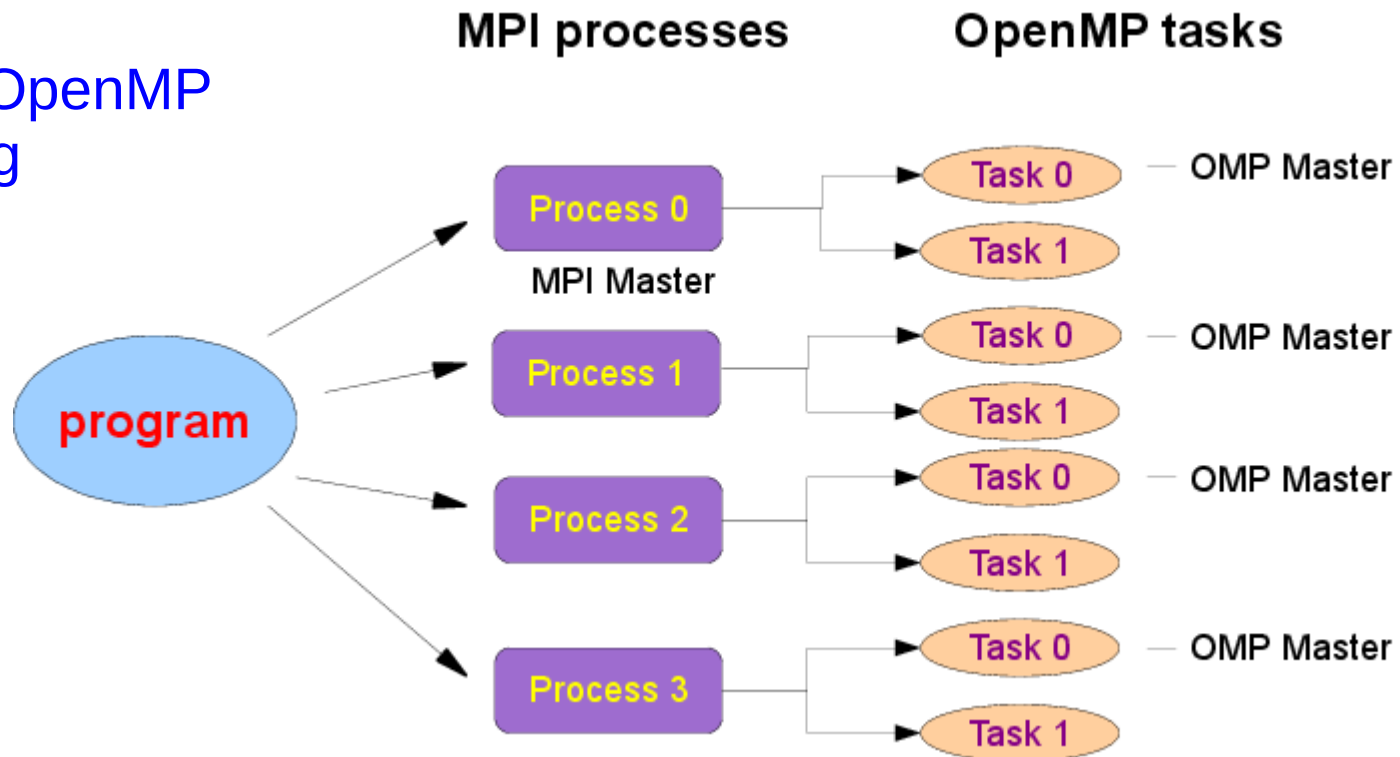 MPI processes OpenMP tasks
OpenMP
g
Process 0
MPI Master
Process 1
Process 2
Process 3
program
Task 0 OMP Master
Task 1
Task 0 OMP Master
Task 1
Task 0 OMP Master
Task 1
Task 0 OMP Master
Task 1